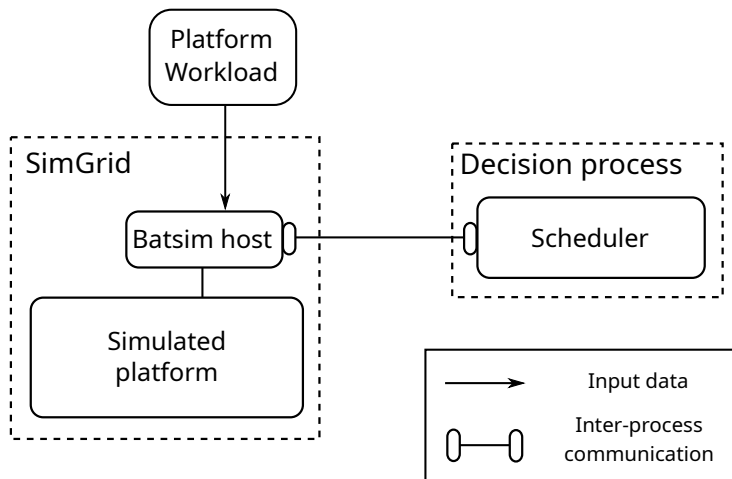 Platform
Workload
SimGrid
Decision process
Batsim host
Scheduler
Simulated
platform
Input data
Inter-process
communication